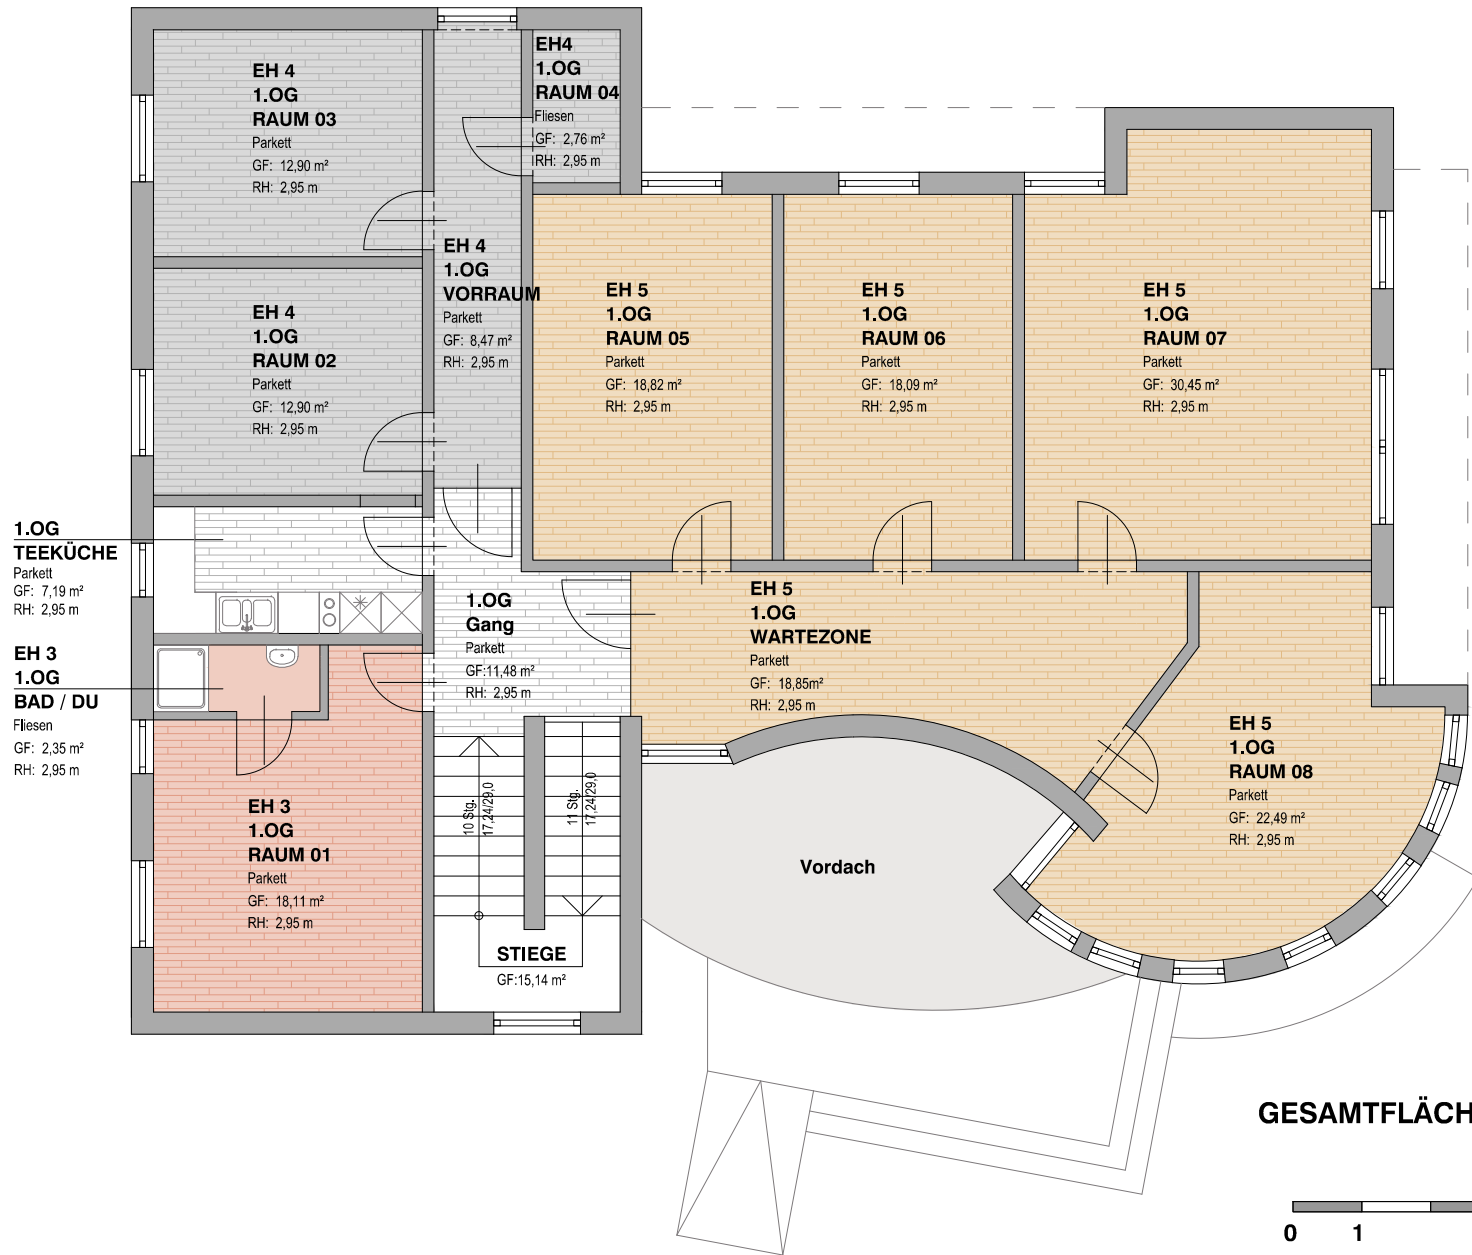 EH 4
1.OG
RAUM 03
Parkett
GF: 12,90 m²
RH: 2,95 m
EH4
1.OG
RAUM 04
Fliesen
GF: 2,76 m²
RH: 2,95 m
EH 4
1.OG
VORRAUM
Parkett
GF: 8,47 m²
RH: 2,95 m
EH 4
1.OG
RAUM 02
Parkett
GF: 12,90 m²
RH: 2,95 m
EH 5
1.OG
RAUM 05
Parkett
GF: 18,82 m²
RH: 2,95 m
EH 5
1.OG
RAUM 06
Parkett
GF: 18,09 m²
RH: 2,95 m
EH 5
1.OG
RAUM 07
Parkett
GF: 30,45 m²
RH: 2,95 m
1.OG
TEEKÜCHE
Parkett
GF: 7,19 m²
RH: 2,95 m
1.OG
Gang
Parkett
GF:11,48 m²
RH: 2,95 m
EH 5
1.OG
WARTEZONE
Parkett
GF: 18,85m²
RH: 2,95 m
EH 3
1.OG
BAD / DU
Fliesen
GF: 2,35 m²
RH: 2,95 m
EH 5
1.OG
RAUM 08
Parkett
GF: 22,49 m²
RH: 2,95 m
EH 3
1.OG
RAUM 01
Parkett
GF: 18,11 m²
RH: 2,95 m
10 Stg.
17,24/29,0
11 Stg.
17,24/29,0
Vordach
STIEGE
GF:15,14 m²
GESAMTFLÄCH
0 1